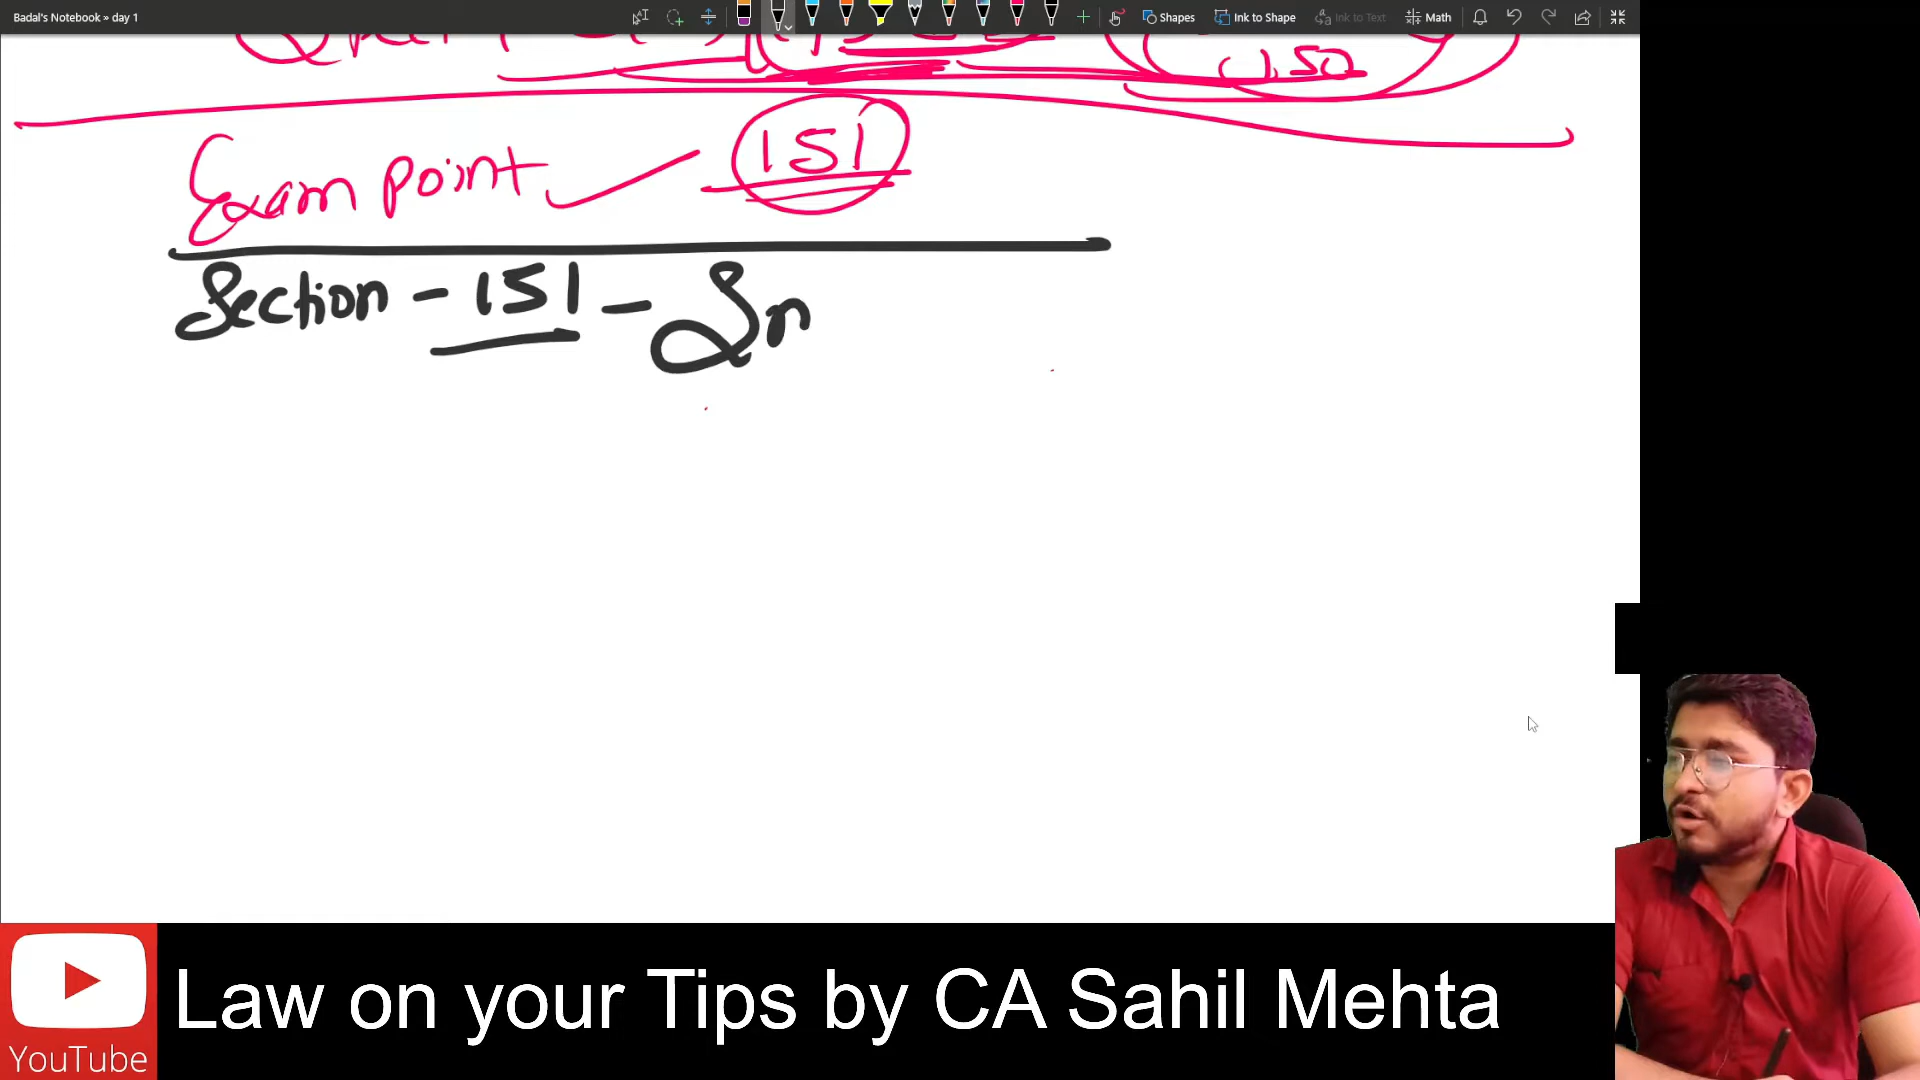 Badal's Notebook » day 1
Shapes
Ink to Shape
Ink to Text
Math
150
Exam point 151
Section - 151 - Sn
YouTube
Law on your Tips by CA Sahil Mehta